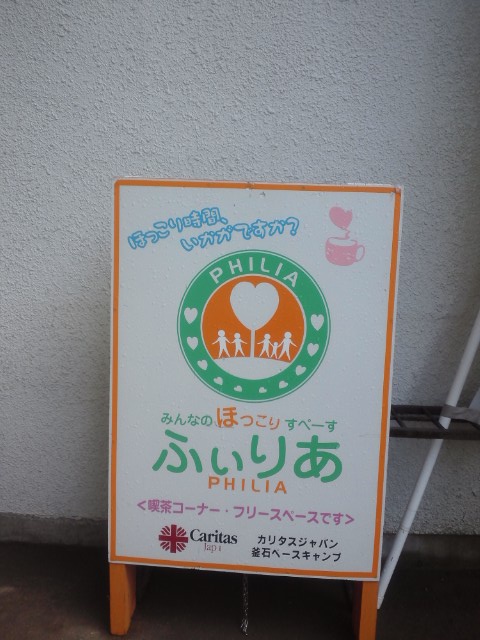 ほっこり時間、
いかがですか?
PHILIA
みんなの ほっこり すぺーす
ふぃりあ
PHILIA
<喫茶コーナー・フリースペースです>
Caritas
カリタスジャパン
釜石ベースキャンプ